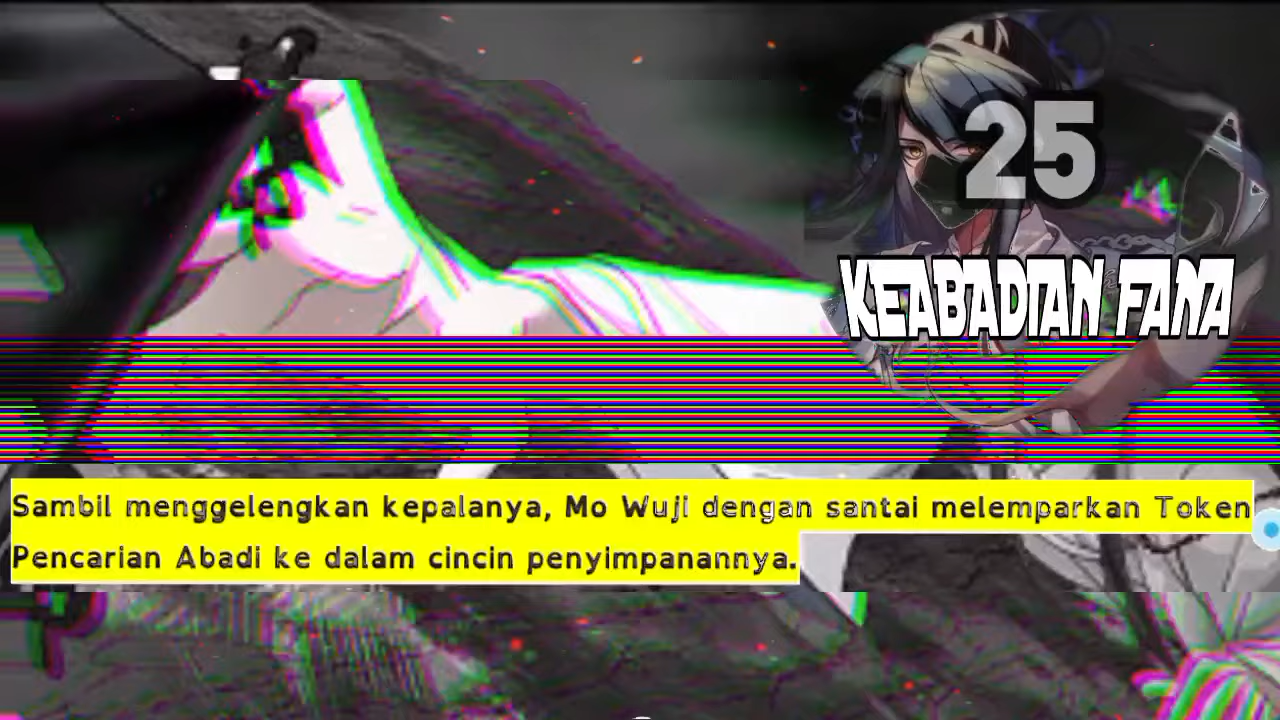 25
KEABADIAN FANA
Sambil menggelengkan kepalanya, Mo Wuji dengan santai melemparkan Token
Pencarian Abadi ke dalam cincin penyimpanannya.